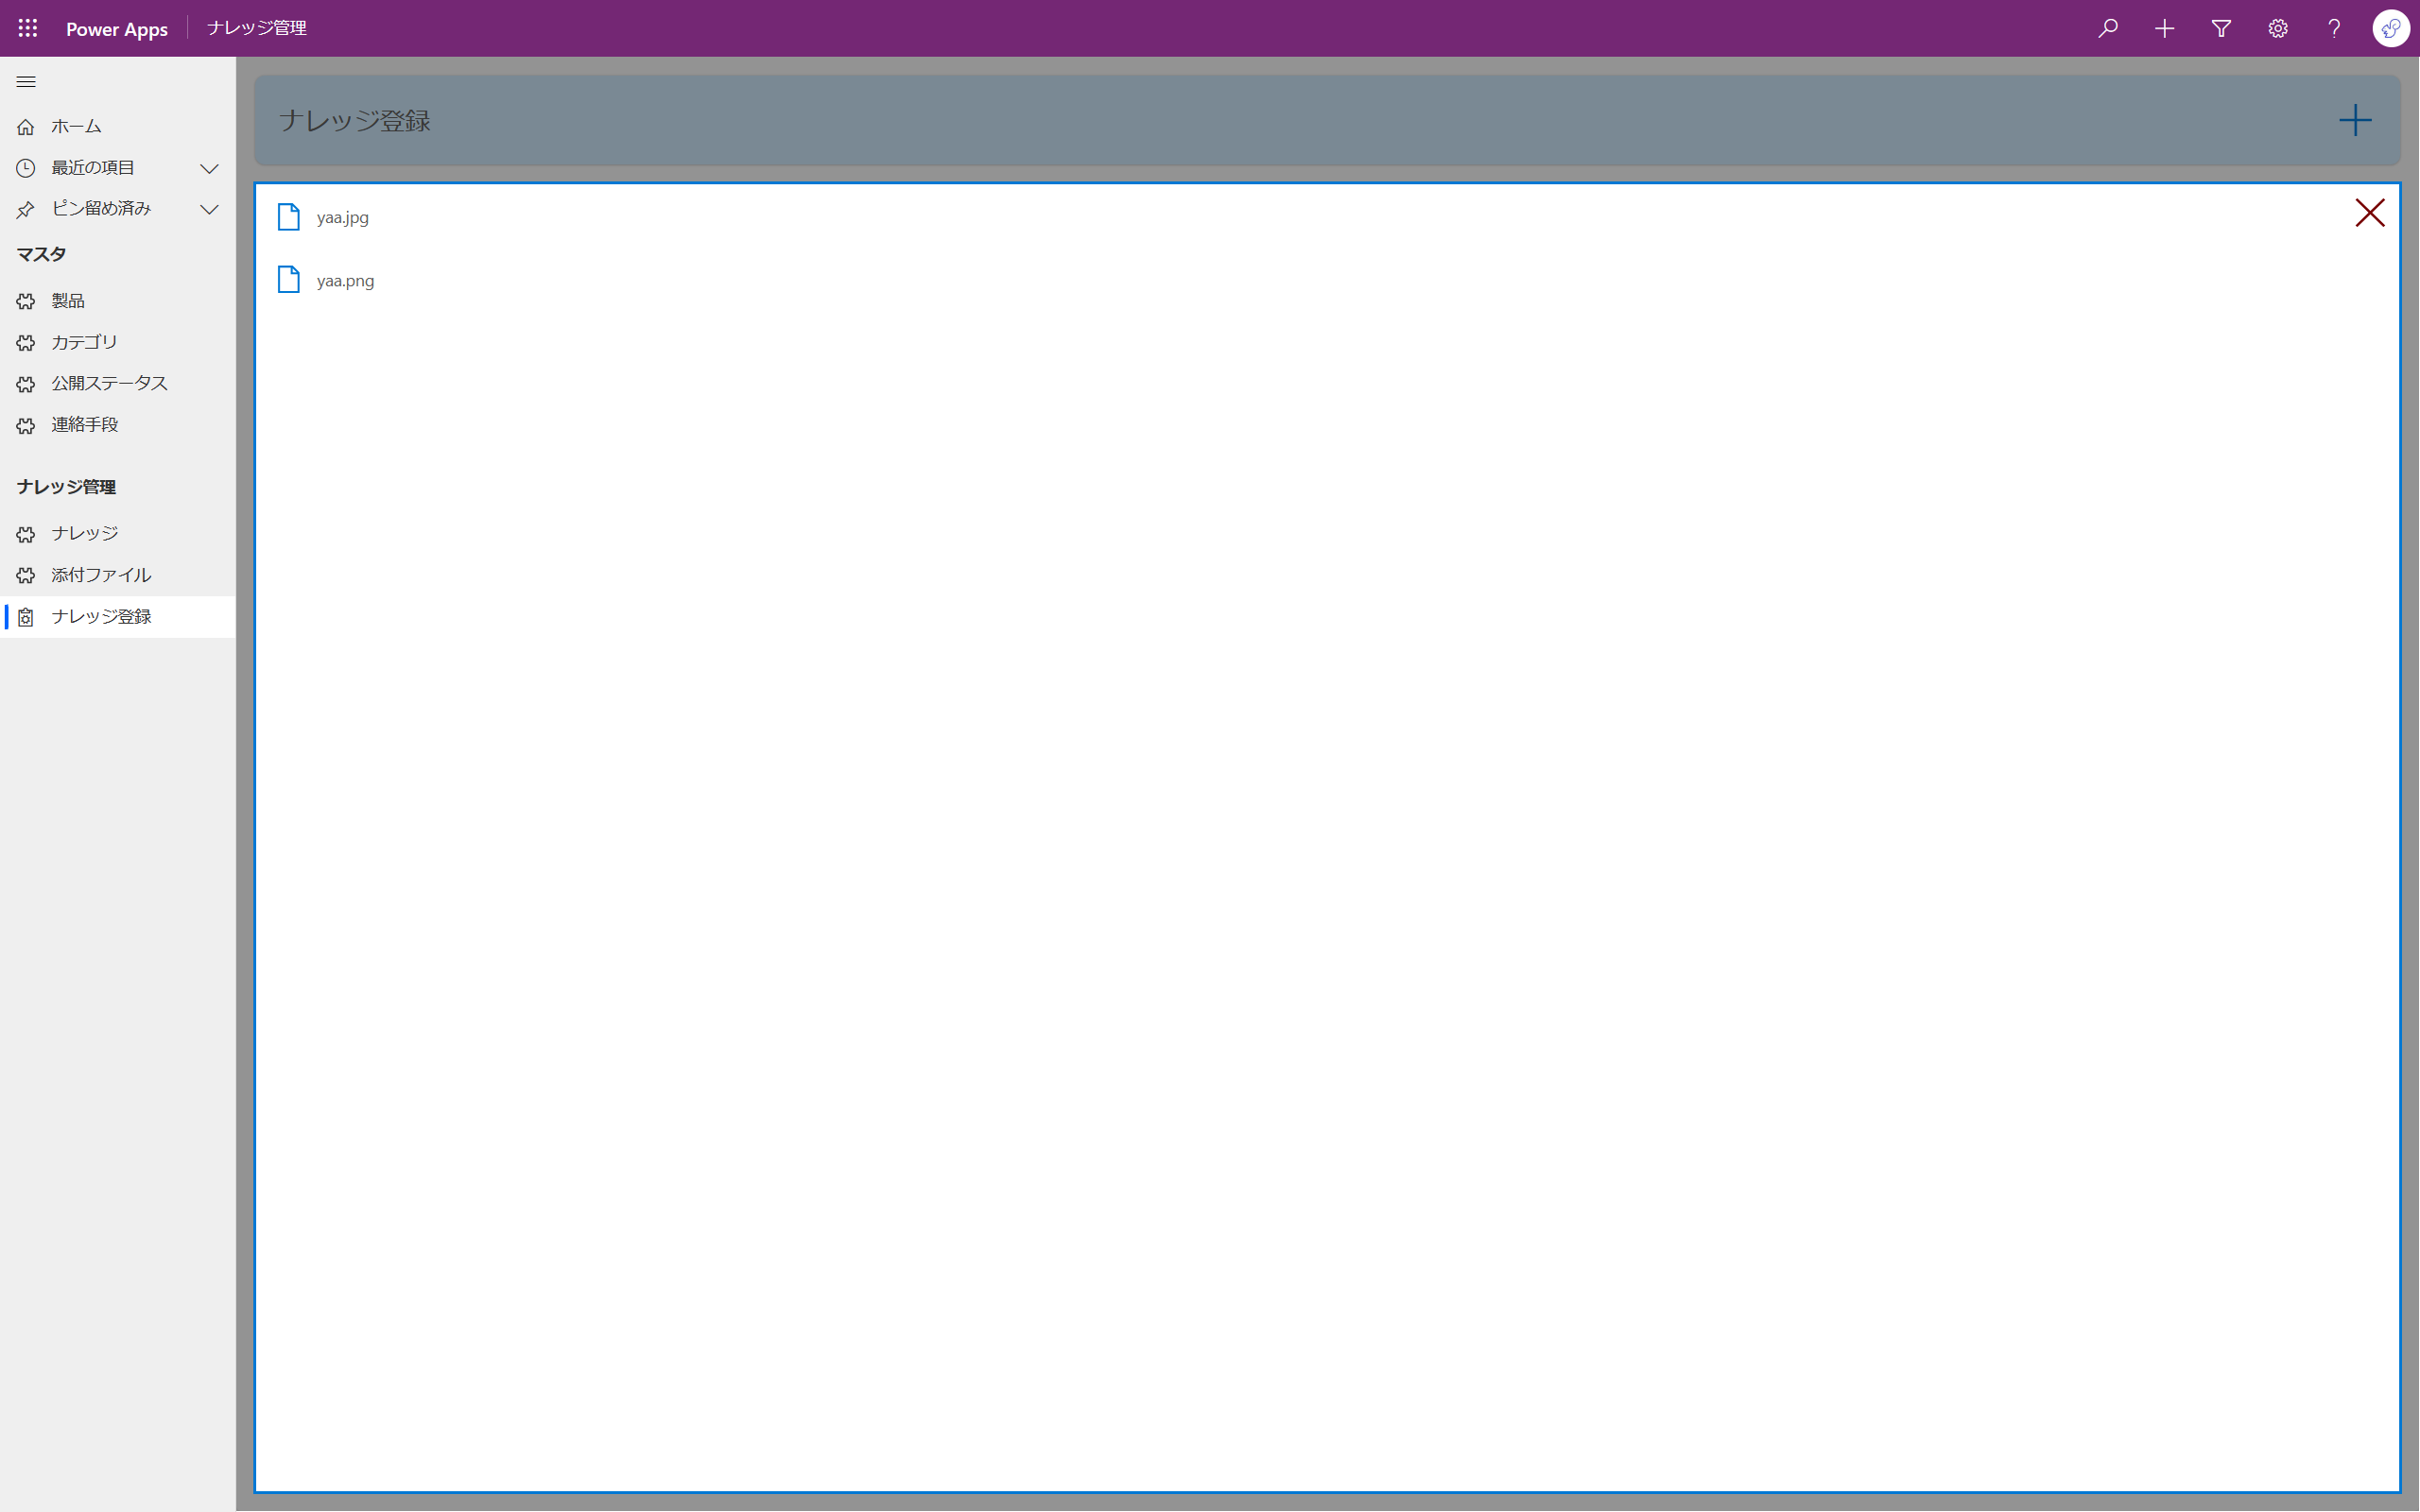 Power Apps
ナレッジ管理
ホーム
最近の項目
ピン留め済み
マスタ
製品
カテゴリ
公開ステータス
連絡手段
ナレッジ管理
ナレッジ
添付ファイル
ナレッジ登録
ナレッジ登録
yaa.jpg
yaa.png